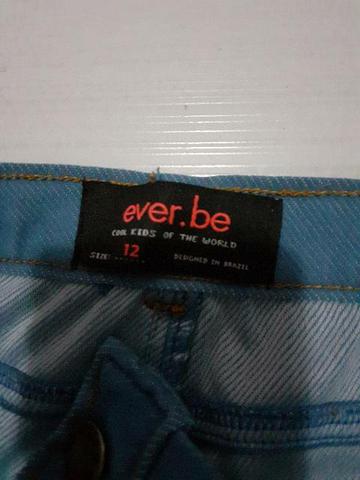 ever.be
COOL KIDS OF THE WORLD
SIZE: 12
DESIGNED IN BRAZIL